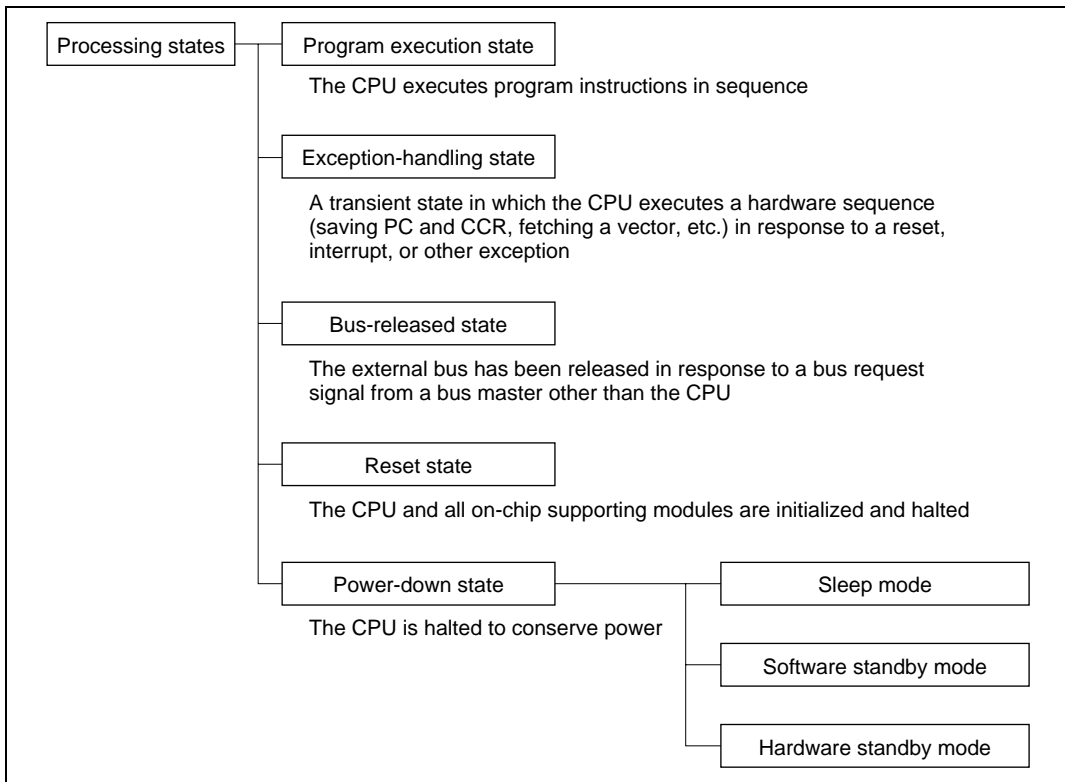 Processing states
Program execution state
The CPU executes program instructions in sequence
Exception-handling state
A transient state in which the CPU executes a hardware sequence
(saving PC and CCR, fetching a vector, etc.) in response to a reset,
interrupt, or other exception
Bus-released state
The external bus has been released in response to a bus request
signal from a bus master other than the CPU
Reset state
The CPU and all on-chip supporting modules are initialized and halted
Power-down state
The CPU is halted to conserve power
Sleep mode
Software standby mode
Hardware standby mode